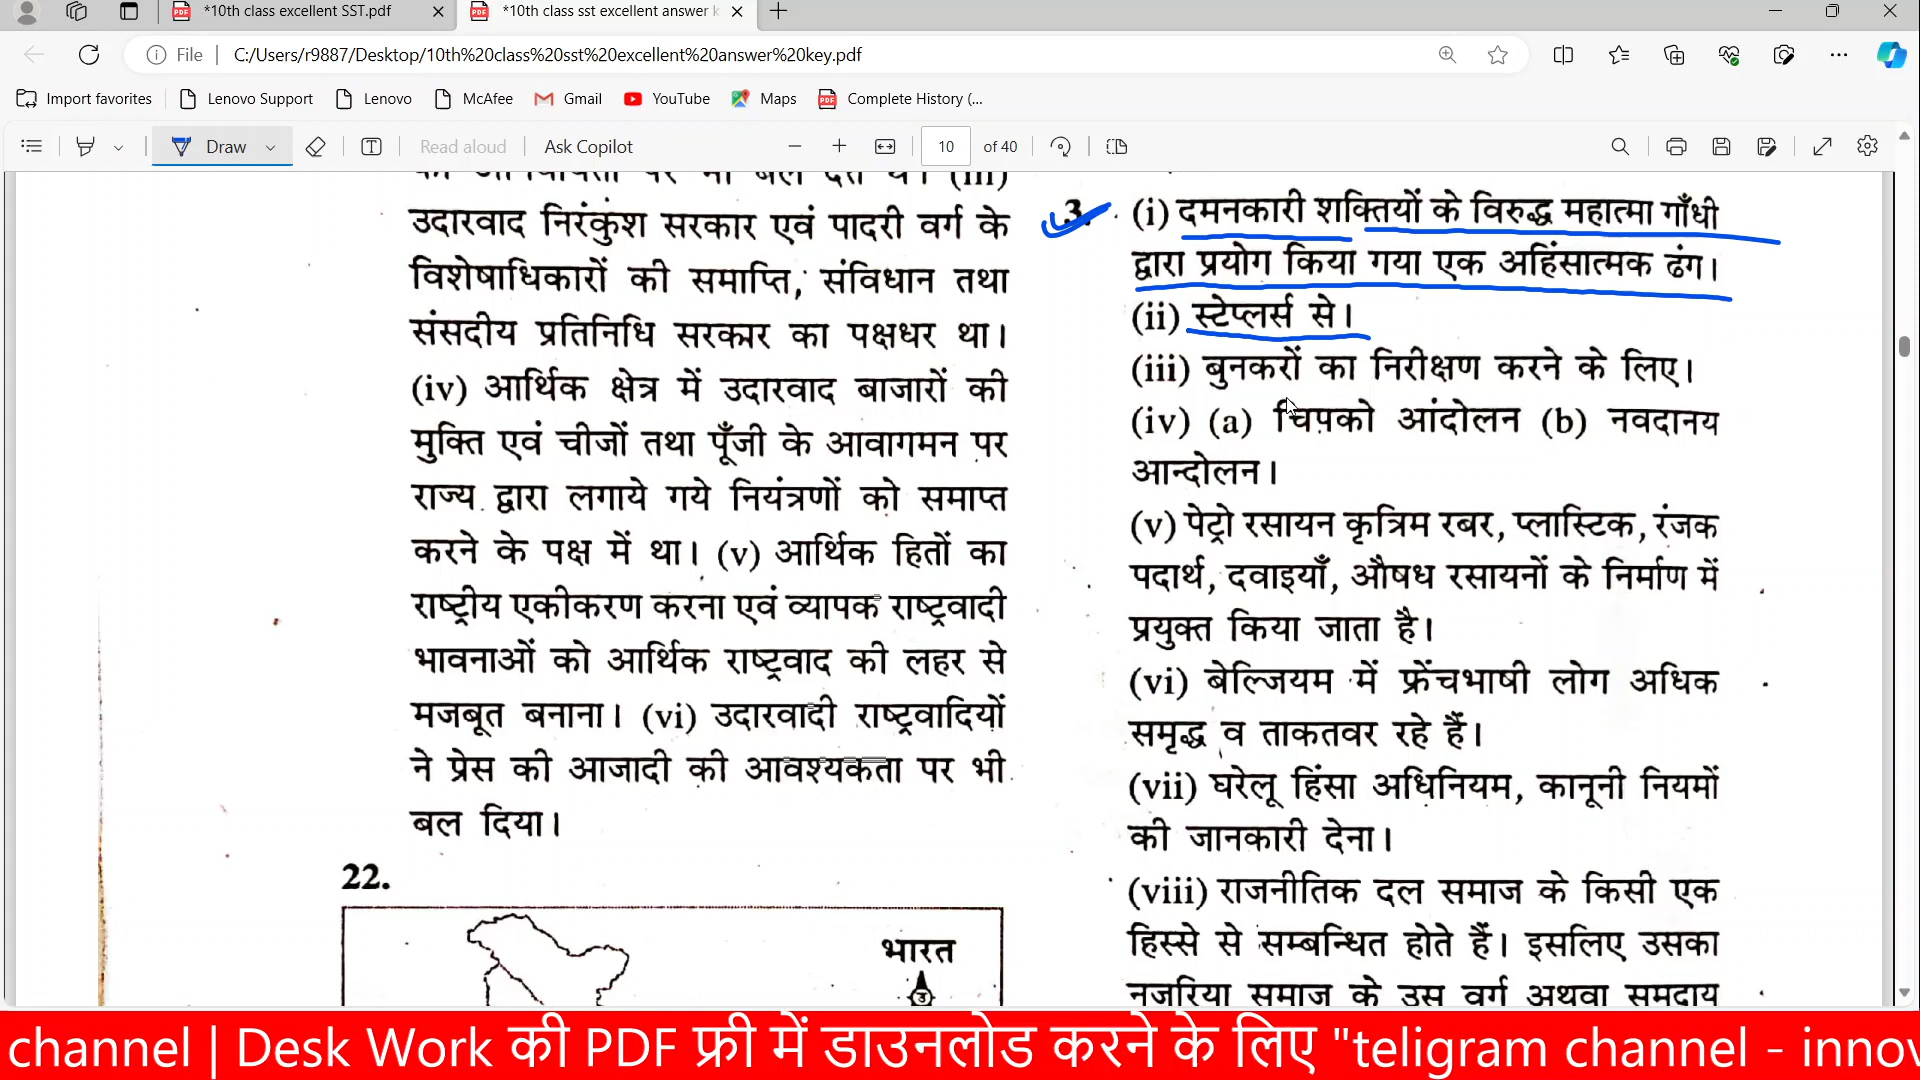 *10th class excellent SST.pdf
*10th class sst excellent answer k
File
C:/Users/r9887/Desktop/10th%20class%20sst%20excellent%20answer%20key.pdf
Import favorites
Lenovo Support
Lenovo
McAfee
Gmail
YouTube
Maps
Complete History (...
Draw
Read aloud
Ask Copilot
10 of 40
उदारवाद निरंकुश सरकार एवं पादरी वर्ग के
विशेषाधिकारों की समाप्ति, संविधान तथा
संसदीय प्रतिनिधि सरकार का पक्षधर था।
(iv) आर्थिक क्षेत्र में उदारवाद बाजारों की
मुक्ति एवं चीजों तथा पूँजी के आवागमन पर
राज्य द्वारा लगाये गये नियंत्रणों को समाप्त
करने के पक्ष में था। (v) आर्थिक हितों का
राष्ट्रीय एकीकरण करना एवं व्यापक राष्ट्रवादी
भावनाओं को आर्थिक राष्ट्रवाद की लहर से
मजबूत बनाना। (vi) उदारवादी राष्ट्रवादियों
ने प्रेस की आजादी की आवश्यकता पर भी
बल दिया।
22.
भारत
3. (i) दमनकारी शक्तियों के विरुद्ध महात्मा गाँधी
द्वारा प्रयोग किया गया एक अहिंसात्मक ढंग।
(ii) स्टेप्लर्स से।
(iii) बुनकरों का निरीक्षण करने के लिए।
(iv) (a) चिपको आंदोलन (b) नवदानय
आन्दोलन।
(v) पेट्रो रसायन कृत्रिम रबर, प्लास्टिक, रंजक
पदार्थ, दवाइयाँ, औषध रसायनों के निर्माण में
प्रयुक्त किया जाता है।
(vi) बेल्जियम में फ्रेंचभाषी लोग अधिक
समृद्ध व ताकतवर रहे हैं।
(vii) घरेलू हिंसा अधिनियम, कानूनी नियमों
की जानकारी देना।
(viii) राजनीतिक दल समाज के किसी एक
हिस्से से सम्बन्धित होते हैं। इसलिए उसका
नजरिया समाज के उस वर्ग अथवा समुदाय
channel | Desk Work की PDF फ्री में डाउनलोड करने के लिए "teligram channel - innov